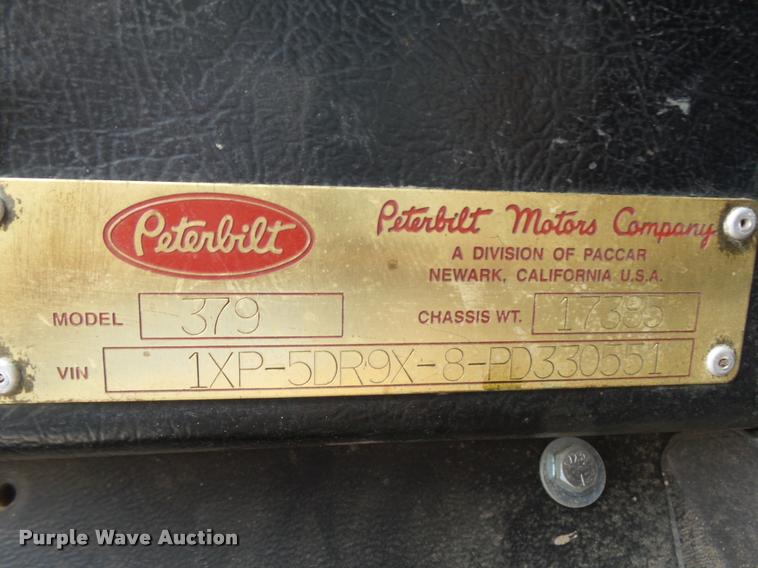 Peterbilt
Peterbilt Motors Company
A DIVISION OF PACCAR
NEWARK, CALIFORNIA U.S.A.
MODEL 379 CHASSIS WT. 17385
VIN 1XP-5DR9X-8-PD330551
Purple Wave Auction